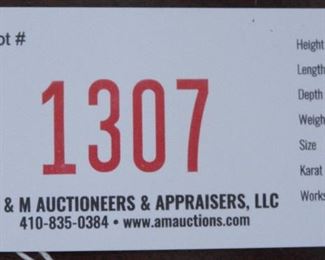 ot #
1307
& M AUCTIONEERS & APPRAISERS, LLC
410-835-0384 • www.amauctions.com
Height
Length
Depth
Weigh
Size
Karat
Works